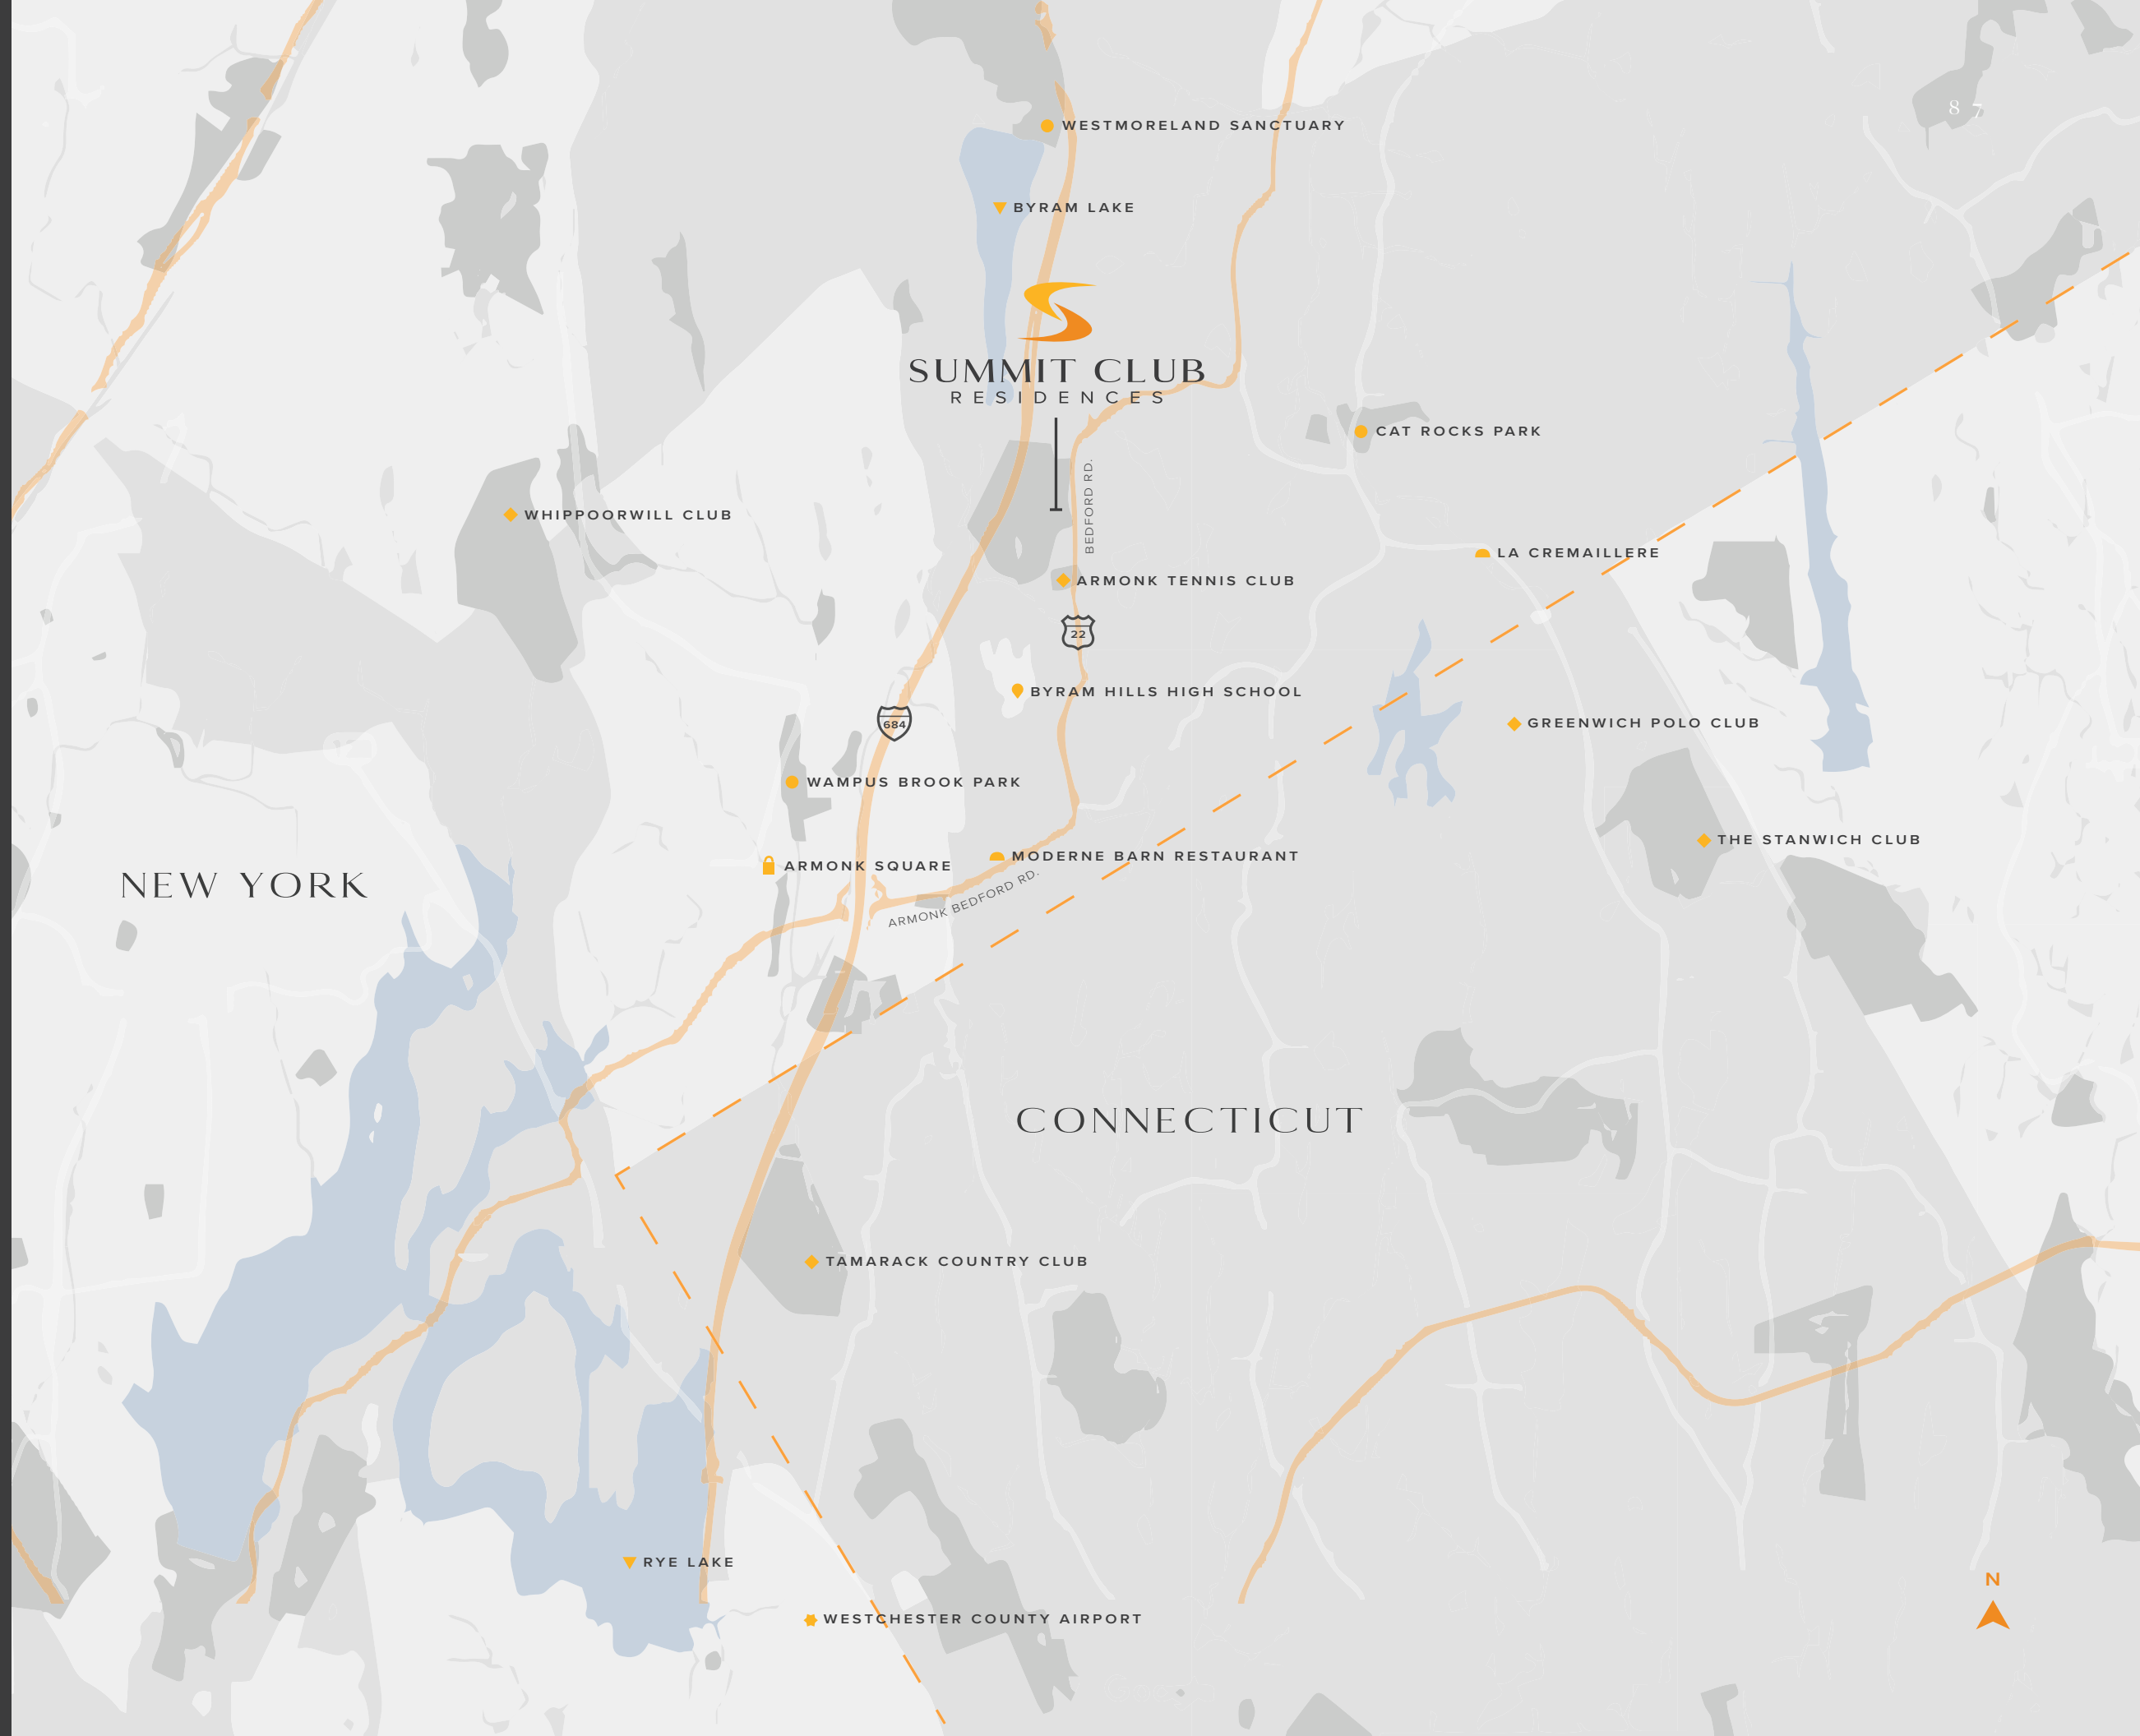 8 7
WESTMORELAND SANCTUARY
BYRAM LAKE
SUMMIT CLUB
RESIDENCES
CAT ROCKS PARK
BEDFORD RD.
WHIPPOORWILL CLUB
LA CREMAILLERE
ARMONK TENNIS CLUB
22
BYRAM HILLS HIGH SCHOOL
684
GREENWICH POLO CLUB
WAMPUS BROOK PARK
THE STANWICH CLUB
MODERNE BARN RESTAURANT
ARMONK SQUARE
NEW YORK
ARMONK BEDFORD RD.
CONNECTICUT
TAMARACK COUNTRY CLUB
RYE LAKE
N
WESTCHESTER COUNTY AIRPORT